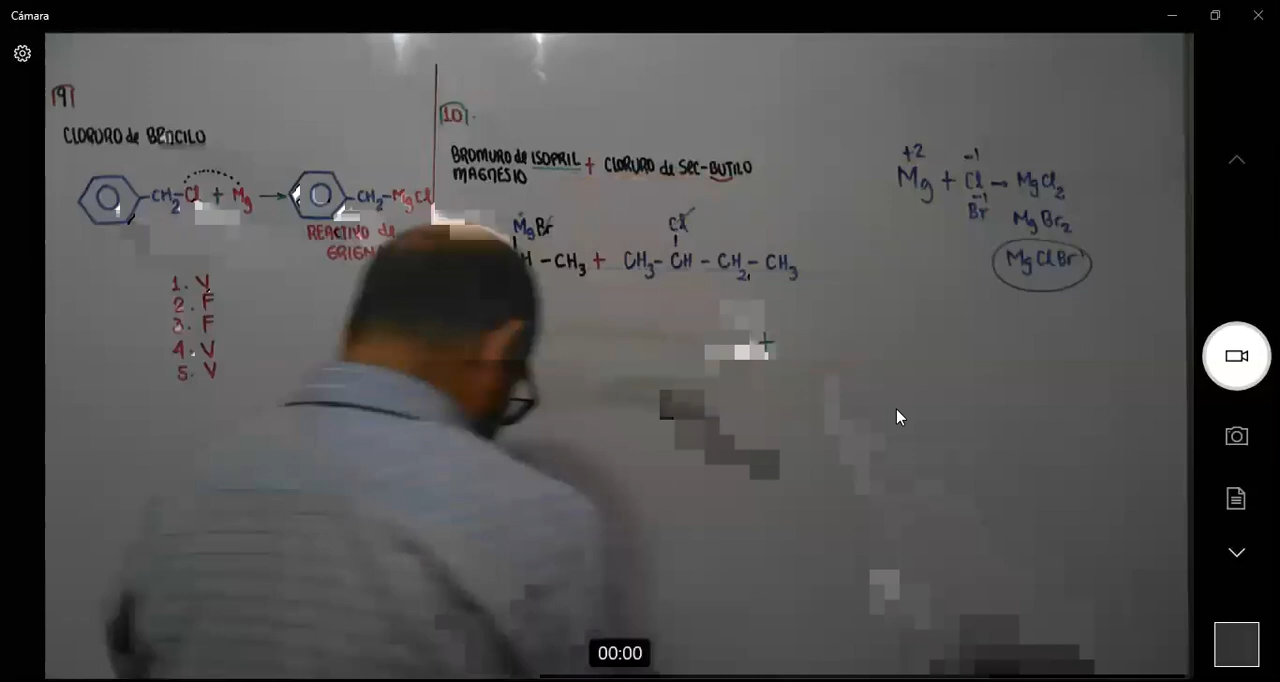 Cámara
9
CLORURO de BENCILO
CH2-Cl + Mg → CH2-MgCl
REACTIVO de
1. V
2. F
3. F
4. V
5. V
10.
BROMURO de ISOPRIL + CLORURO de SEC-BUTILO
MAGNESIO
MgBr Cl
H - CH3 + CH3 - CH - CH2 - CH3
+
+2 -1
Mg + Cl → MgCl2
-1
Br MgBr2
MgClBr
00:00